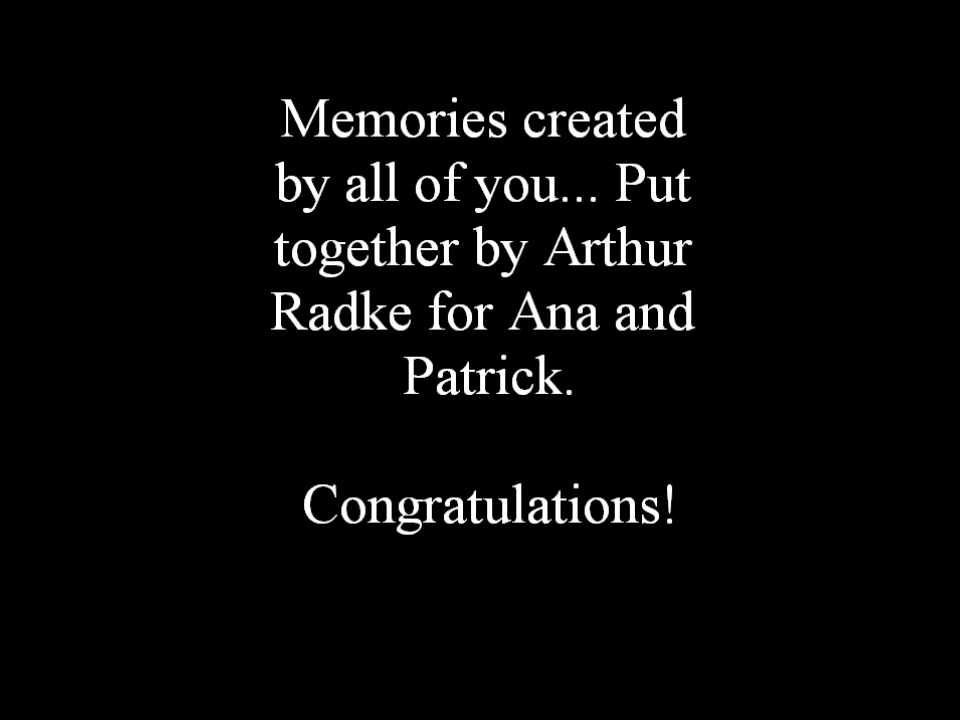 Memories created
by all of you... Put
together by Arthur
Radke for Ana and
Patrick.
Congratulations!